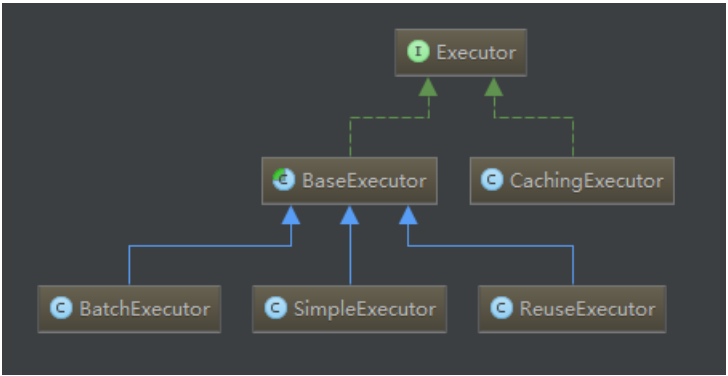 I Executor
C BaseExecutor
C CachingExecutor
C BatchExecutor
C SimpleExecutor
C ReuseExecutor